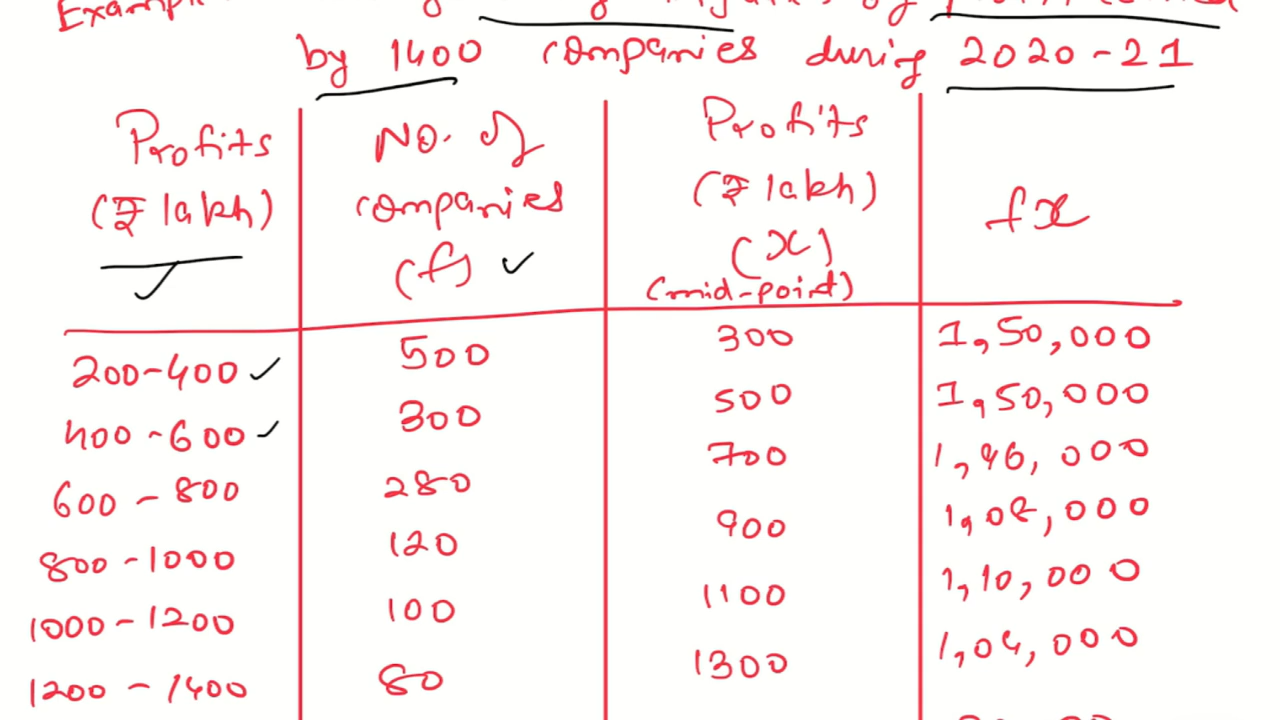 Example
by 1400 companies during 2020-21
Profits (₹ lakh) No. of companies (f) Profits (₹ lakh) (x) (mid-point) fx
200-400 500 300 1,50,000
400-600 300 500 1,50,000
600-800 280 700 1,96,000
800-1000 120 900 1,08,000
1000-1200 100 1100 1,10,000
1200-1400 80 1300 1,04,000